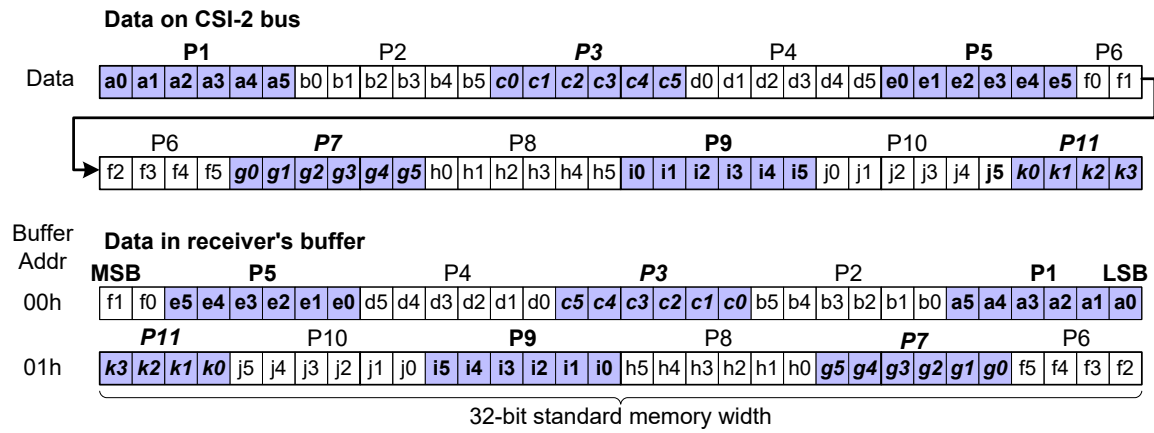 Data on CSI-2 bus
P1 P2 P3 P4 P5 P6
Data a0 a1 a2 a3 a4 a5 b0 b1 b2 b3 b4 b5 c0 c1 c2 c3 c4 c5 d0 d1 d2 d3 d4 d5 e0 e1 e2 e3 e4 e5 f0 f1
P6 P7 P8 P9 P10 P11
f2 f3 f4 f5 g0 g1 g2 g3 g4 g5 h0 h1 h2 h3 h4 h5 i0 i1 i2 i3 i4 i5 j0 j1 j2 j3 j4 j5 k0 k1 k2 k3
Buffer
Addr
Data in receiver's buffer
MSB P5 P4 P3 P2 P1 LSB
00h f1 f0 e5 e4 e3 e2 e1 e0 d5 d4 d3 d2 d1 d0 c5 c4 c3 c2 c1 c0 b5 b4 b3 b2 b1 b0 a5 a4 a3 a2 a1 a0
P11 P10 P9 P8 P7 P6
01h k3 k2 k1 k0 j5 j4 j3 j2 j1 j0 i5 i4 i3 i2 i1 i0 h5 h4 h3 h2 h1 h0 g5 g4 g3 g2 g1 g0 f5 f4 f3 f2
32-bit standard memory width